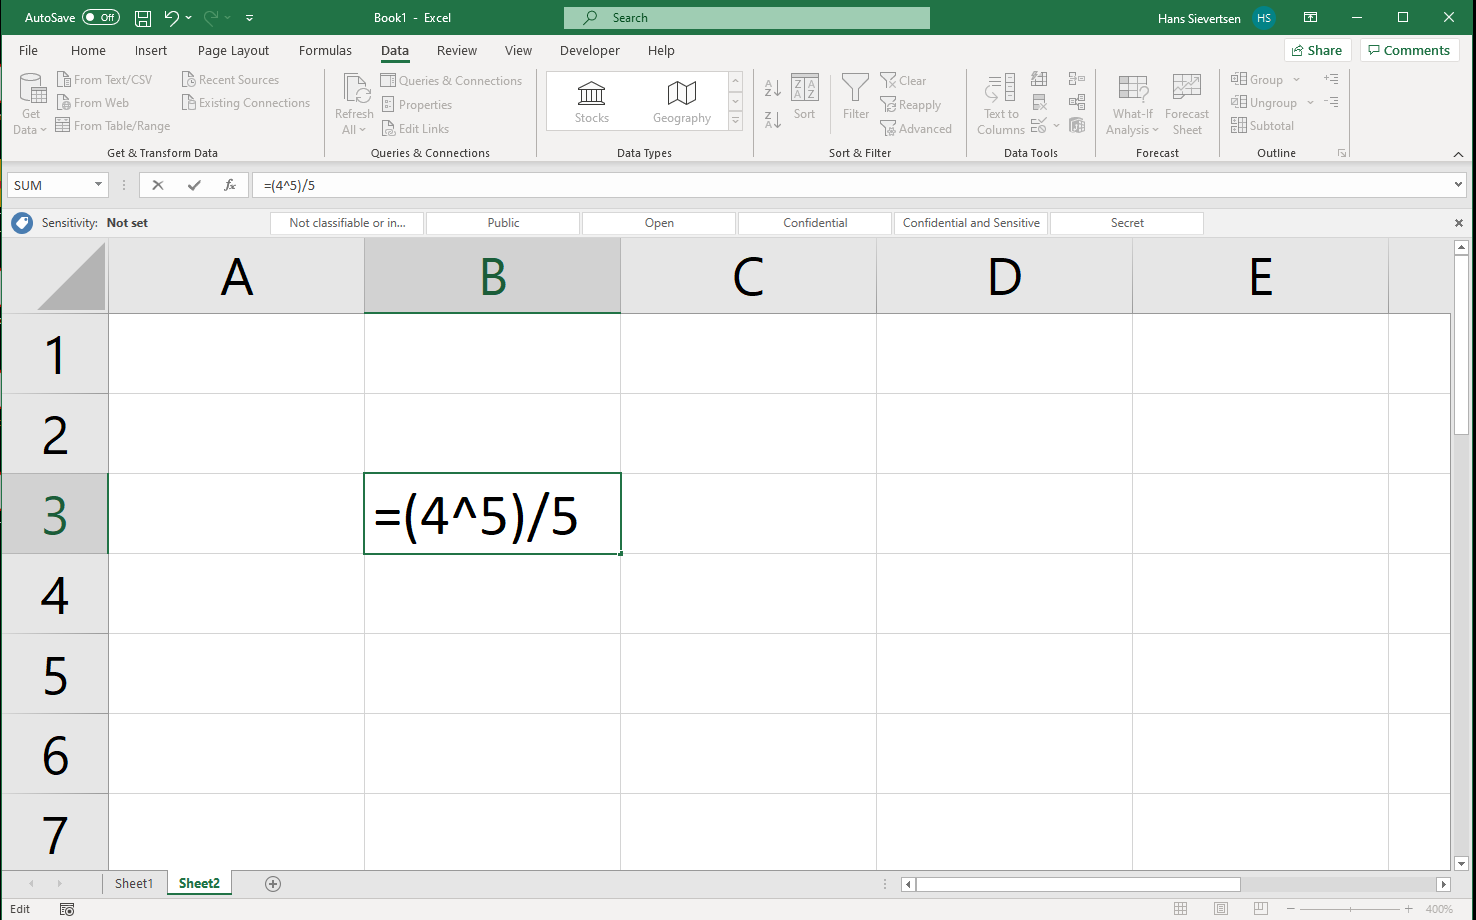 AutoSave Off Book1 - Excel Search Hans Sievertsen HS
File Home Insert Page Layout Formulas Data Review View Developer Help Share Comments
Get Data
From Text/CSV
From Web
From Table/Range
Recent Sources
Existing Connections
Get & Transform Data
Refresh All
Queries & Connections
Properties
Edit Links
Queries & Connections
Stocks Geography
Data Types
Sort
Filter
Clear
Reapply
Advanced
Sort & Filter
Text to Columns
Data Tools
What-If Analysis
Forecast Sheet
Forecast
Group
Ungroup
Subtotal
Outline
SUM fx =(4^5)/5
Sensitivity: Not set Not classifiable or in... Public Open Confidential Confidential and Sensitive Secret
A B C D E
1
2
3 =(4^5)/5
4
5
6
7
Sheet1 Sheet2
Edit 400%